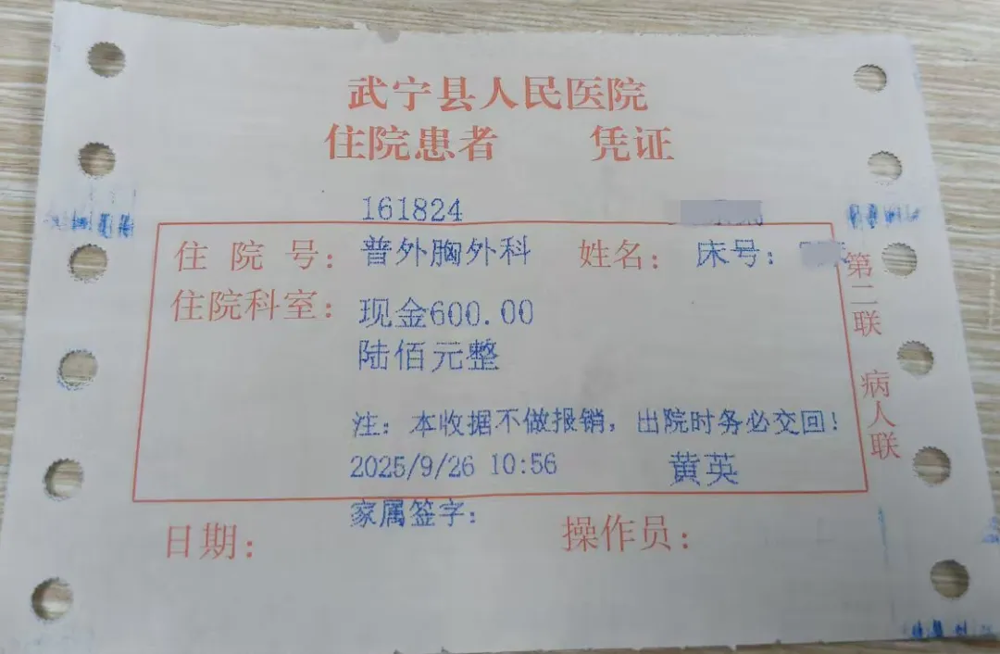 武宁县人民医院
住院患者 凭证
161824
住院号： 普外胸外科 姓名： 床号：
住院科室： 现金600.00
陆佰元整
注：本收据不做报销，出院时务必交回！
2025/9/26 10:56 黄英
家属签字：
日期： 操作员：
第二联 病人联